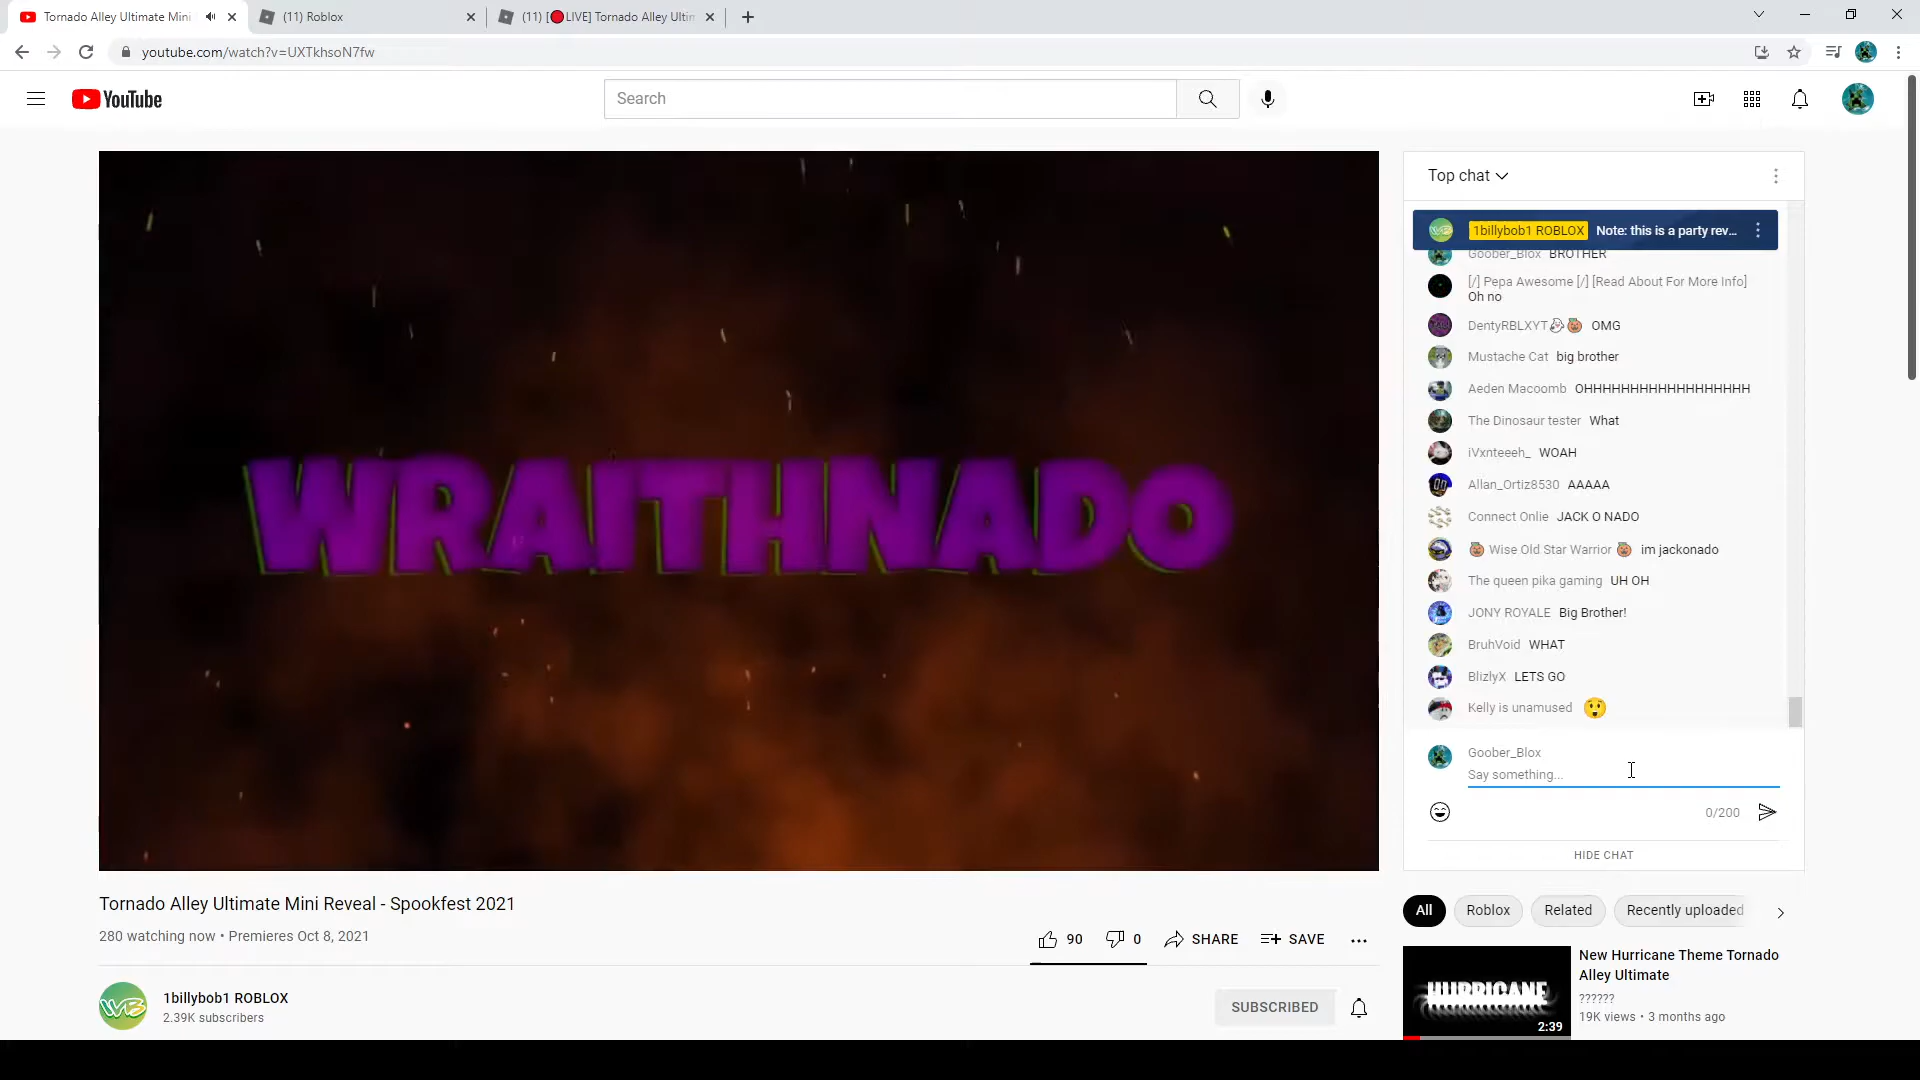 Tornado Alley Ultimate Mini
(11) Roblox
(11) [🔴LIVE] Tornado Alley Ultim
youtube.com/watch?v=UXTkhsoN7fw
YouTube
Search
WRAITHNADO
Top chat
1billybob1 ROBLOX Note: this is a party rev...
Goober_Blox BROTHER
[/] Pepa Awesome [/] [Read About For More Info]
Oh no
DentyRBLXYT👻🎃 OMG
Mustache Cat big brother
Aeden Macoomb OHHHHHHHHHHHHHHHHHH
The Dinosaur tester What
iVxnteeeh_ WOAH
Allan_Ortiz8530 AAAAA
Connect Onlie JACK O NADO
🎃 Wise Old Star Warrior 🎃 im jackonado
The queen pika gaming UH OH
JONY ROYALE Big Brother!
BruhVoid WHAT
BlizlyX LETS GO
Kelly is unamused 😲
Goober_Blox
Say something...
0/200
HIDE CHAT
Tornado Alley Ultimate Mini Reveal - Spookfest 2021
280 watching now • Premieres Oct 8, 2021
90
0
SHARE
SAVE
WB
1billybob1 ROBLOX
2.39K subscribers
SUBSCRIBED
All
Roblox
Related
Recently uploaded
HURRICANE
2:39
New Hurricane Theme Tornado
Alley Ultimate
??????
19K views • 3 months ago